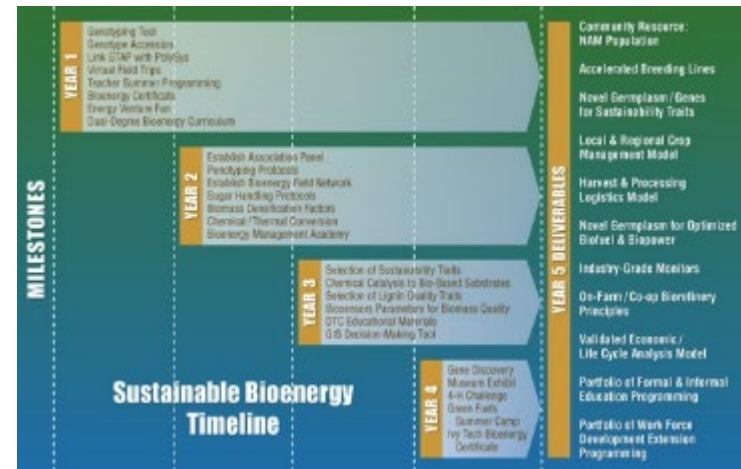 MILESTONES
YEAR 1
Genotyping Tool
Genotype Accession
Link GTAP with PolySys
Virtual Field Trips
Teacher Summer Programming
Bioenergy Certificate
Energy Venture Fun
Dual-Degree Bioenergy Curriculum
YEAR 2
Establish Association Panel
Penotyping Protocols
Establish Bioenergy Field Network
Sugar Handling Protocols
Biomass Densification Factors
Chemical/Thermal Conversion
Bioenergy Management Academy
YEAR 3
Selection of Sustainability Traits
Chemical Catalysis to Bio-Based Substrates
Selection of Lignin Quality Traits
Biosensors Parameters for Biomass Quality
OTC Educational Materials
GIS Decision-Making Tool
YEAR 4
Gene Discovery
Museum Exhibit
4-H Challenge
Green Fuels
Summer Camp
Ivy Tech Bioenergy
Certificate
Sustainable Bioenergy
Timeline
YEAR 5 DELIVERABLES
Community Resource:
NAM Population
Accelerated Breeding Lines
Novel Germplasm/Genes
for Sustainability Traits
Local & Regional Crop
Management Model
Harvest & Processing
Logistics Model
Novel Germplasm for Optimized
Biofuel & Biopower
Industry-Grade Monitors
On-Farm/Co-op Biorefinery
Principles
Validated Economic/
Life Cycle Analysis Model
Portfolio of Formal & Informal
Education Programming
Portfolio of Work Force
Development Extension
Programming